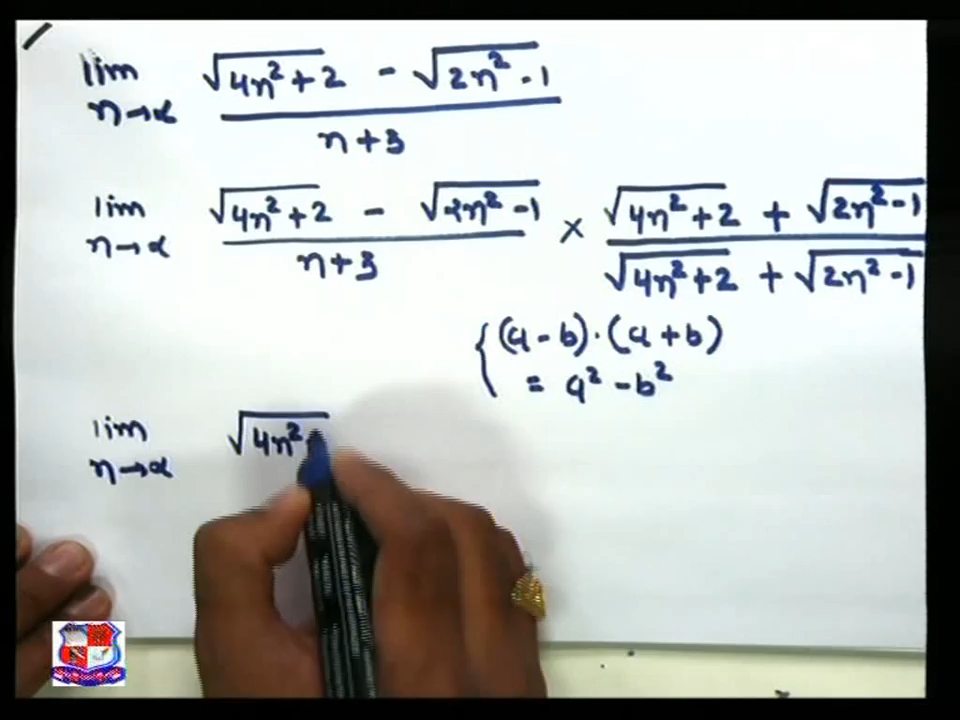 lim √4n²+2 - √2n²-1
n→∝ n+3
lim √4n²+2 - √2n²-1 × √4n²+2 + √2n²-1
n→∝ n+3 √4n²+2 + √2n²-1
{(a-b)·(a+b)
= a²-b²
lim √4n²
n→∝